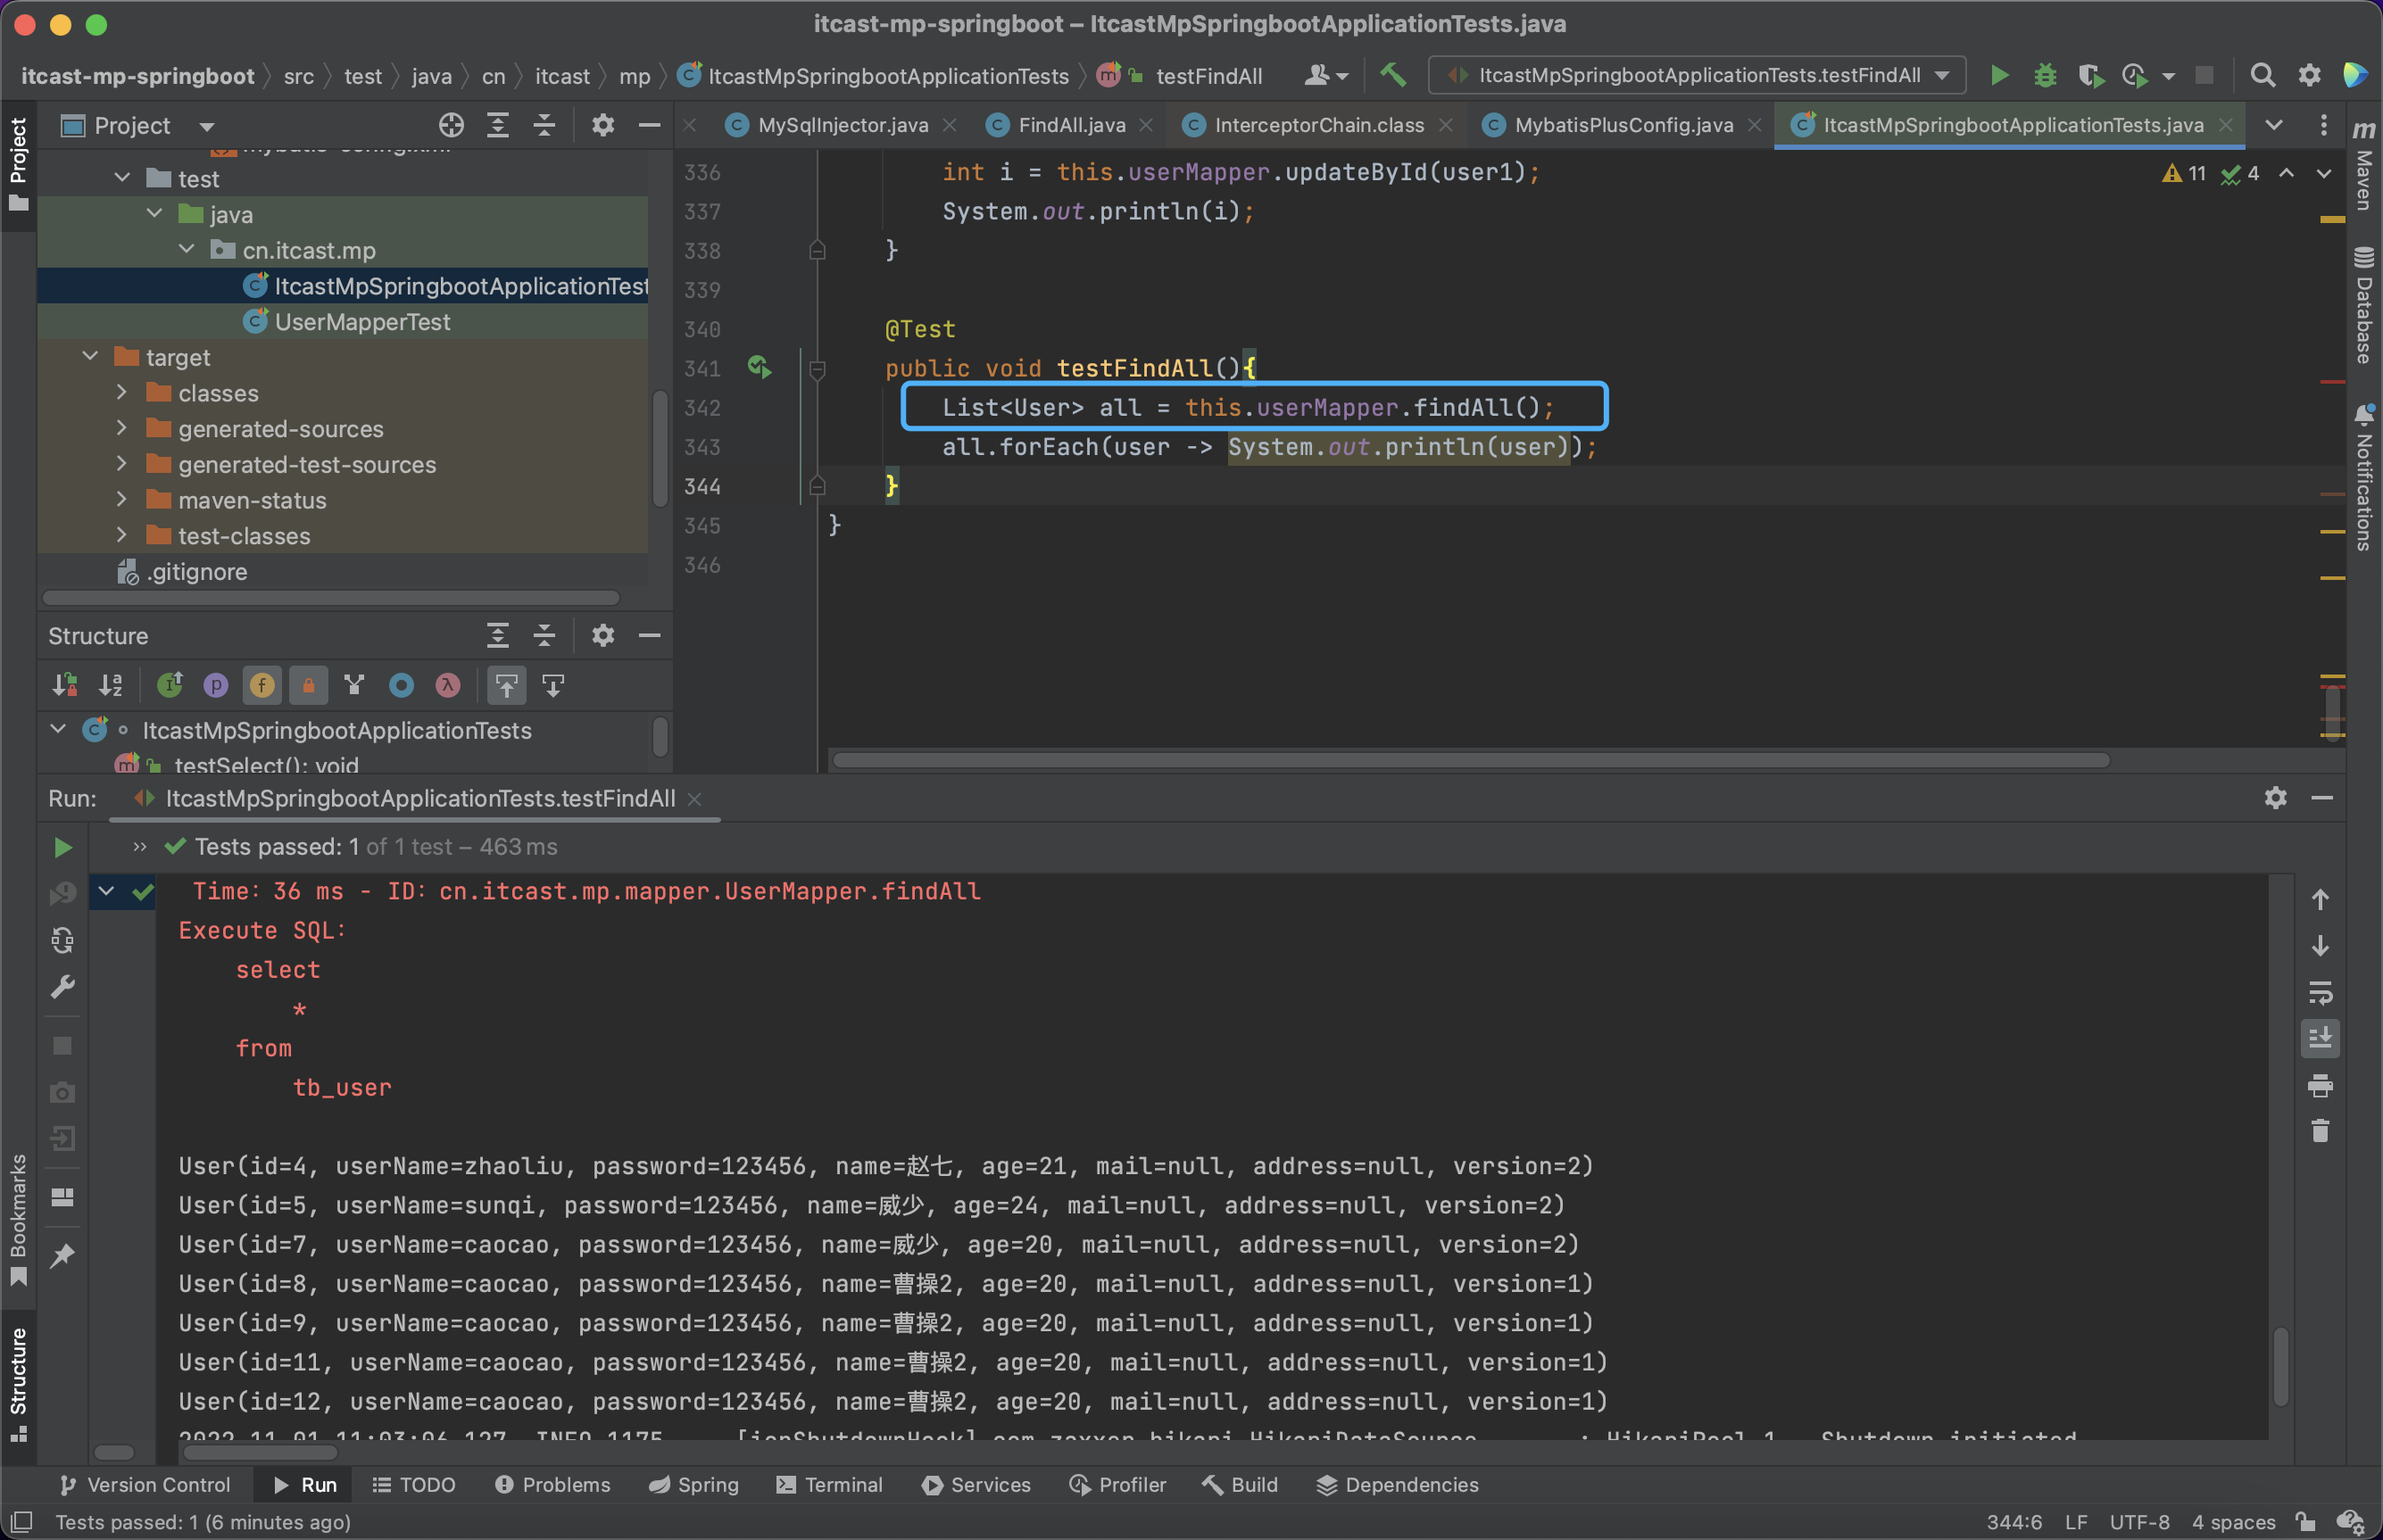 itcast-mp-springboot – ItcastMpSpringbootApplicationTests.java
itcast-mp-springboot src test java cn itcast mp ItcastMpSpringbootApplicationTests testFindAll ItcastMpSpringbootApplicationTests.testFindAll
Project
Project
MySqlInjector.java FindAll.java InterceptorChain.class MybatisPlusConfig.java ItcastMpSpringbootApplicationTests.java
test
java
cn.itcast.mp
ItcastMpSpringbootApplicationTest
UserMapperTest
target
classes
generated-sources
generated-test-sources
maven-status
test-classes
.gitignore
336 int i = this.userMapper.updateById(user1);
337 System.out.println(i);
338 }
339
340 @Test
341 public void testFindAll(){
342 List<User> all = this.userMapper.findAll();
343 all.forEach(user -> System.out.println(user));
344 }
345 }
346
11 4
Maven
Database
Notifications
Structure
ItcastMpSpringbootApplicationTests
testSelect(): void
Run: ItcastMpSpringbootApplicationTests.testFindAll
Tests passed: 1 of 1 test – 463 ms
Time: 36 ms - ID: cn.itcast.mp.mapper.UserMapper.findAll
Execute SQL:
select
*
from
tb_user
User(id=4, userName=zhaoliu, password=123456, name=赵七, age=21, mail=null, address=null, version=2)
User(id=5, userName=sunqi, password=123456, name=威少, age=24, mail=null, address=null, version=2)
User(id=7, userName=caocao, password=123456, name=威少, age=20, mail=null, address=null, version=2)
User(id=8, userName=caocao, password=123456, name=曹操2, age=20, mail=null, address=null, version=1)
User(id=9, userName=caocao, password=123456, name=曹操2, age=20, mail=null, address=null, version=1)
User(id=11, userName=caocao, password=123456, name=曹操2, age=20, mail=null, address=null, version=1)
User(id=12, userName=caocao, password=123456, name=曹操2, age=20, mail=null, address=null, version=1)
Bookmarks
Structure
Version Control Run TODO Problems Spring Terminal Services Profiler Build Dependencies
Tests passed: 1 (6 minutes ago) 344:6 LF UTF-8 4 spaces